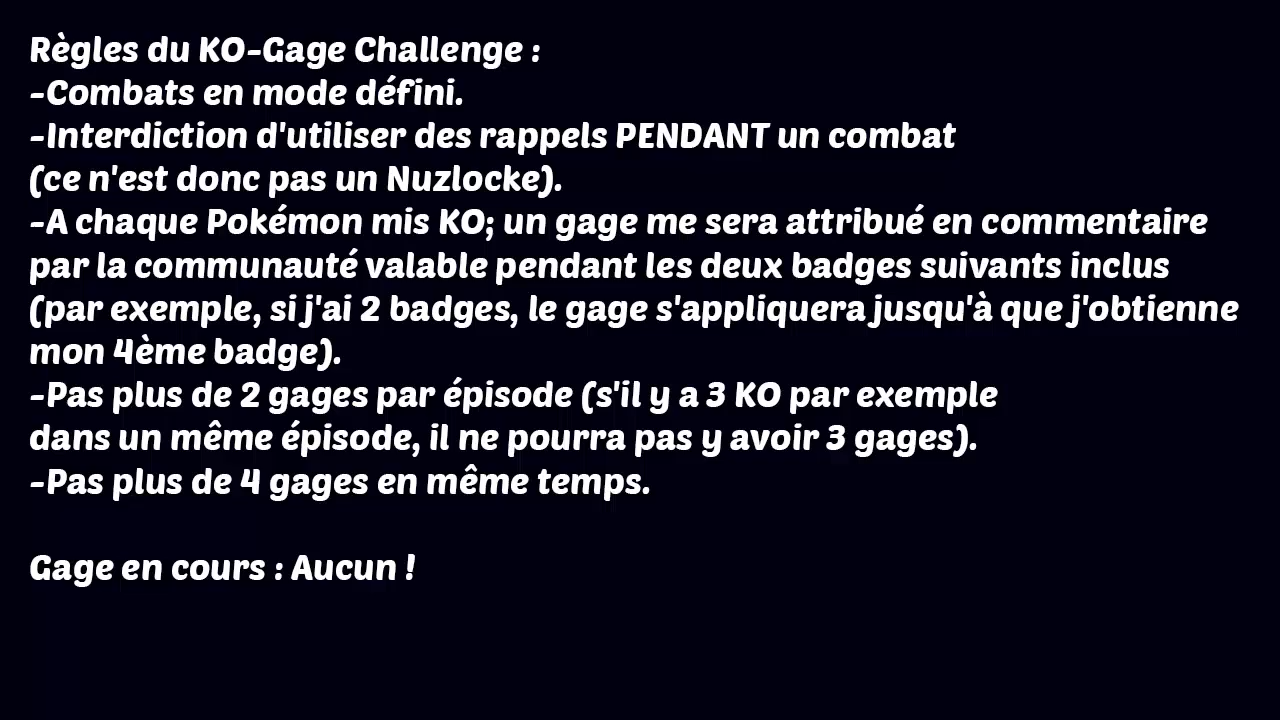 Règles du KO-Gage Challenge :
-Combats en mode défini.
-Interdiction d'utiliser des rappels PENDANT un combat
(ce n'est donc pas un Nuzlocke).
-A chaque Pokémon mis KO; un gage me sera attribué en commentaire
par la communauté valable pendant les deux badges suivants inclus
(par exemple, si j'ai 2 badges, le gage s'appliquera jusqu'à que j'obtienne
mon 4ème badge).
-Pas plus de 2 gages par épisode (s'il y a 3 KO par exemple
dans un même épisode, il ne pourra pas y avoir 3 gages).
-Pas plus de 4 gages en même temps.
Gage en cours : Aucun !